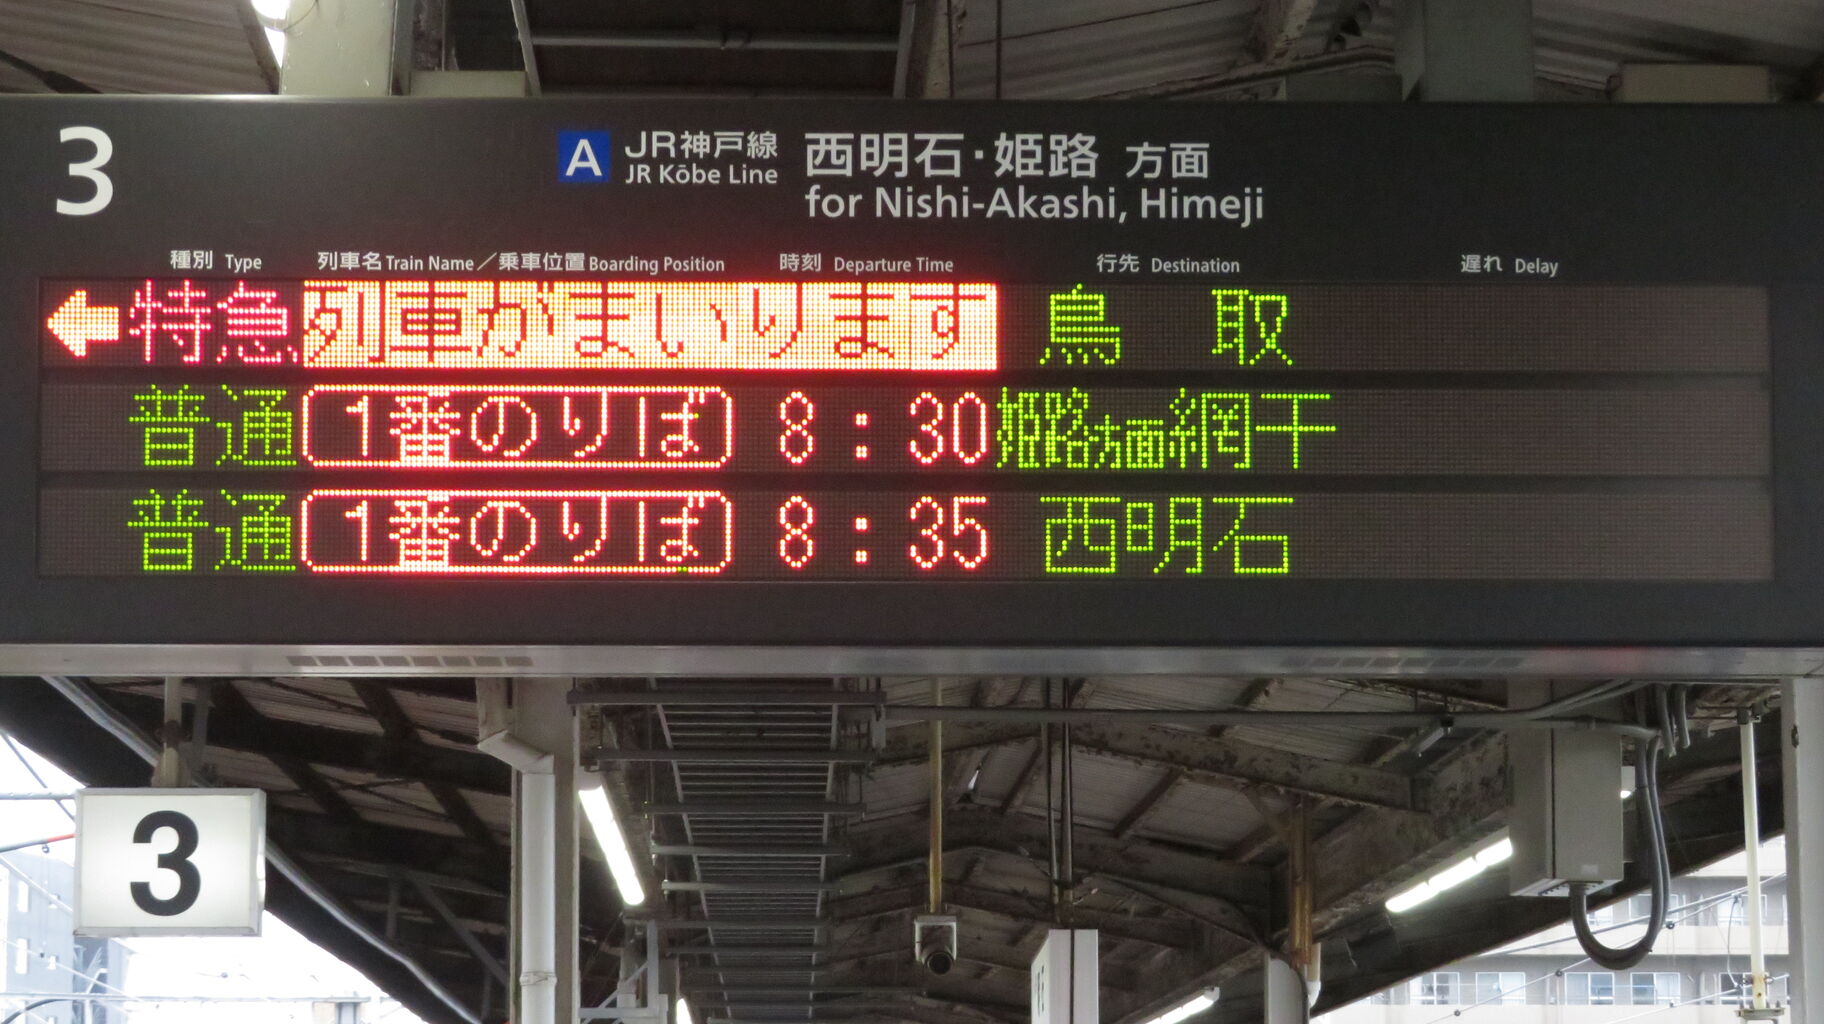 3
A JR神戸線 西明石・姫路 方面
JR Kōbe Line for Nishi-Akashi, Himeji
種別 Type 列車名 Train Name／乗車位置 Boarding Position 時刻 Departure Time 行先 Destination 遅れ Delay
特急 列車がまいります 鳥 取
普通 1番のりば 8:30 姫路方面網干
普通 1番のりば 8:35 西明石
3